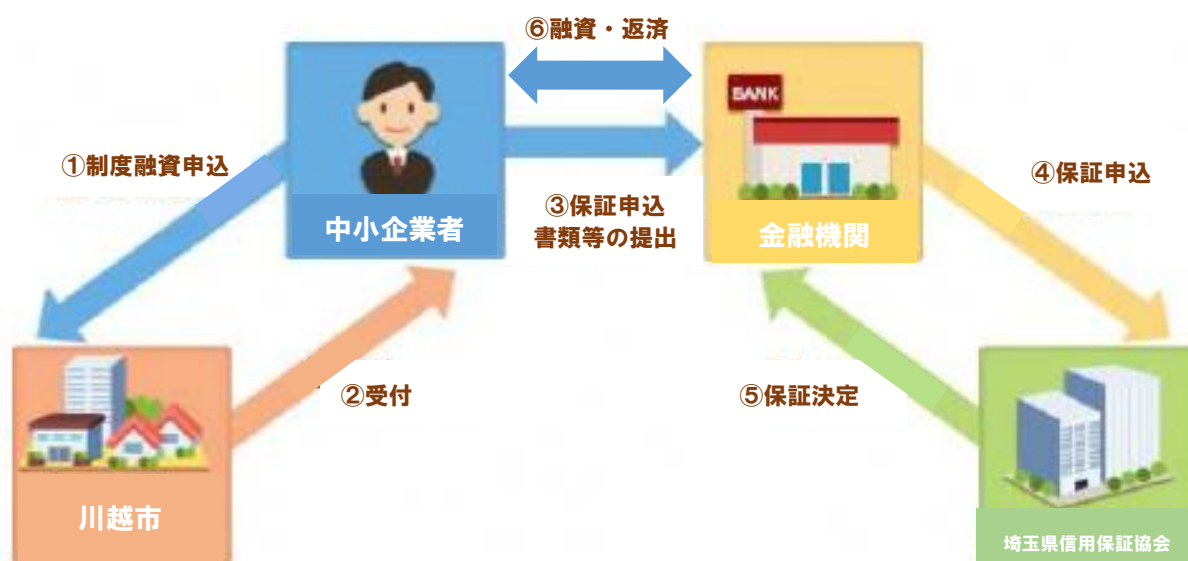 ⑥融資・返済
BANK
①制度融資申込
④保証申込
③保証申込
書類等の提出
中小企業者
金融機関
②受付
⑤保証決定
川越市
埼玉県信用保証協会